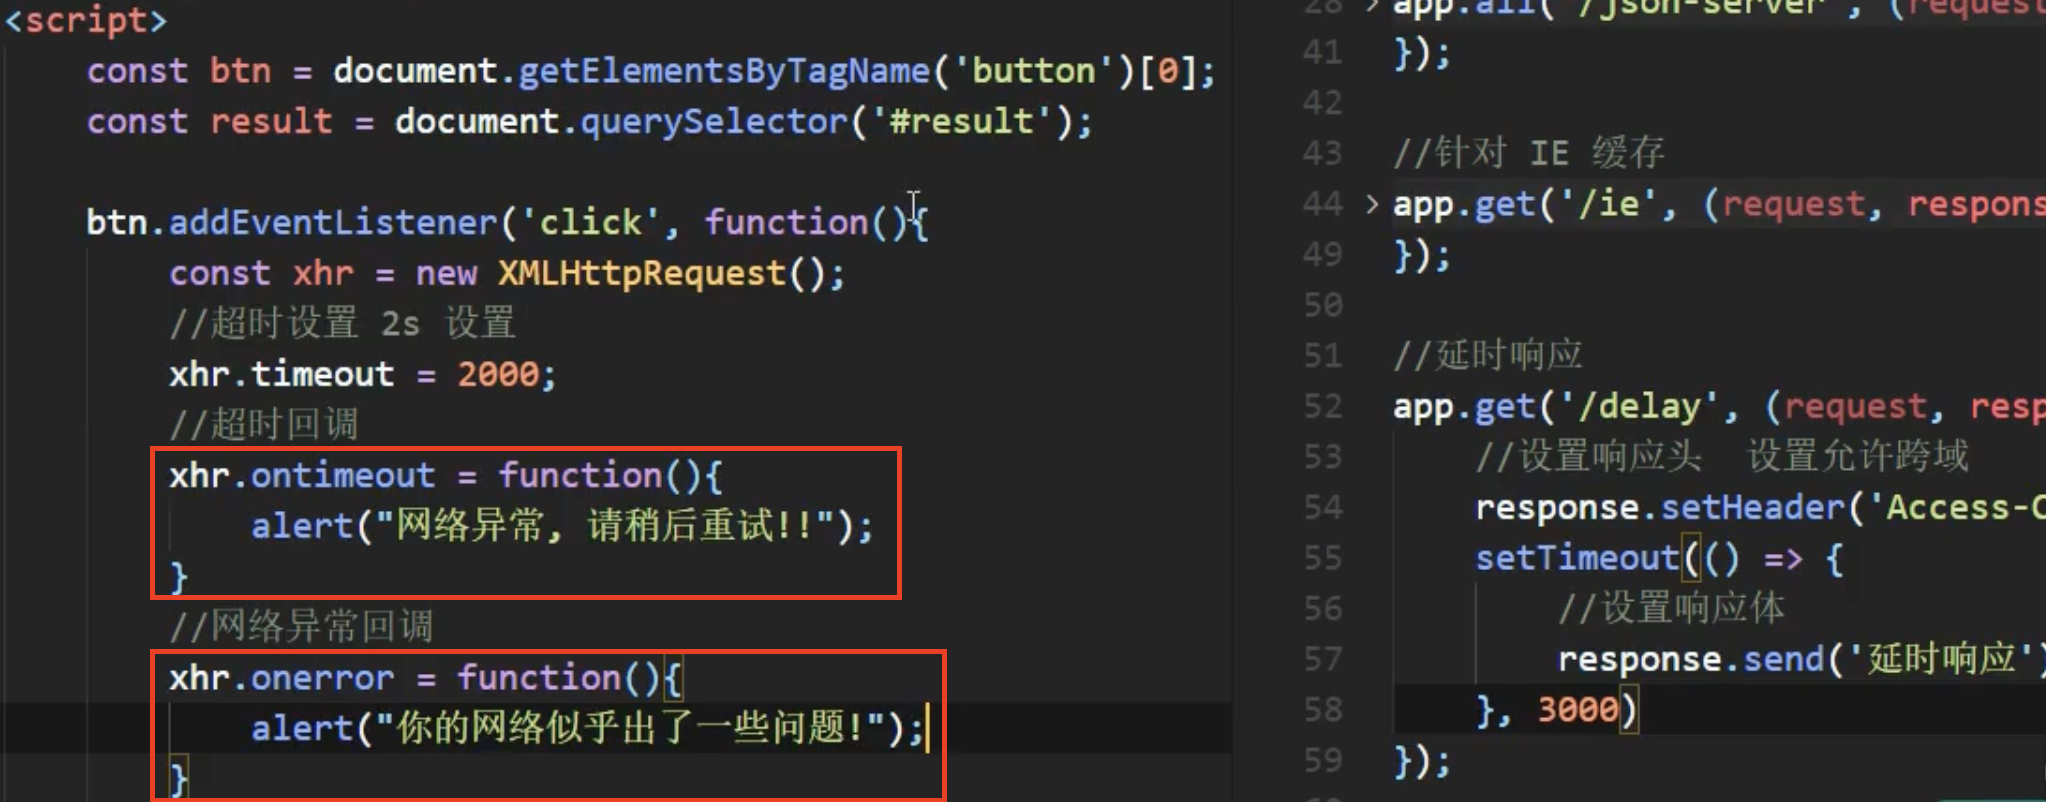 <script>
const btn = document.getElementsByTagName('button')[0];
const result = document.querySelector('#result');
btn.addEventListener('click', function(){
const xhr = new XMLHttpRequest();
//超时设置 2s 设置
xhr.timeout = 2000;
//超时回调
xhr.ontimeout = function(){
alert("网络异常, 请稍后重试!!");
}
//网络异常回调
xhr.onerror = function(){
alert("你的网络似乎出了一些问题!");
}
28 > app.all('/json-server', (request
41 });
42
43 //针对 IE 缓存
44 > app.get('/ie', (request, respons
49 });
50
51 //延时响应
52 app.get('/delay', (request, resp
53 //设置响应头 设置允许跨域
54 response.setHeader('Access-C
55 setTimeout(() => {
56 //设置响应体
57 response.send('延时响应')
58 }, 3000)
59 });